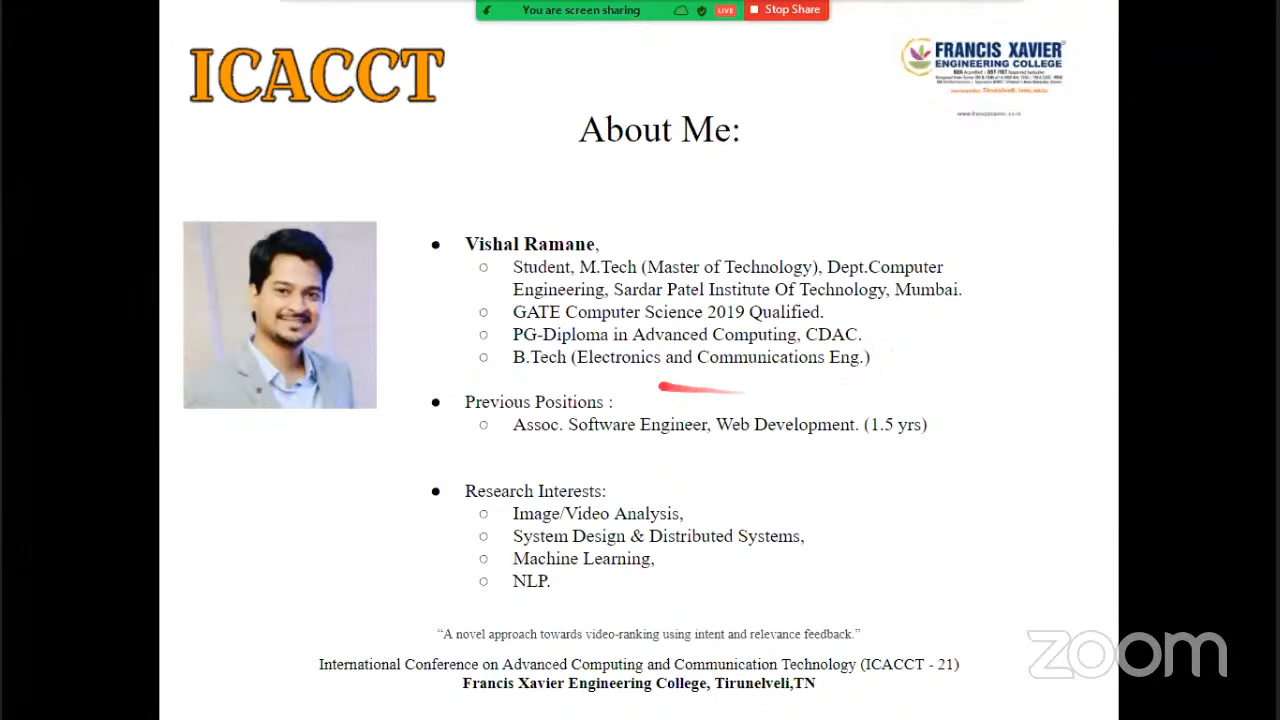 You are screen sharing
LIVE
Stop Share
ICACCT
FRANCIS XAVIER
ENGINEERING COLLEGE
About Me:
● Vishal Ramane,
○ Student, M.Tech (Master of Technology), Dept.Computer
Engineering, Sardar Patel Institute Of Technology, Mumbai.
○ GATE Computer Science 2019 Qualified.
○ PG-Diploma in Advanced Computing, CDAC.
○ B.Tech (Electronics and Communications Eng.)
● Previous Positions :
○ Assoc. Software Engineer, Web Development. (1.5 yrs)
● Research Interests:
○ Image/Video Analysis,
○ System Design & Distributed Systems,
○ Machine Learning,
○ NLP.
“A novel approach towards video-ranking using intent and relevance feedback.”
International Conference on Advanced Computing and Communication Technology (ICACCT - 21)
Francis Xavier Engineering College, Tirunelveli,TN
zoom